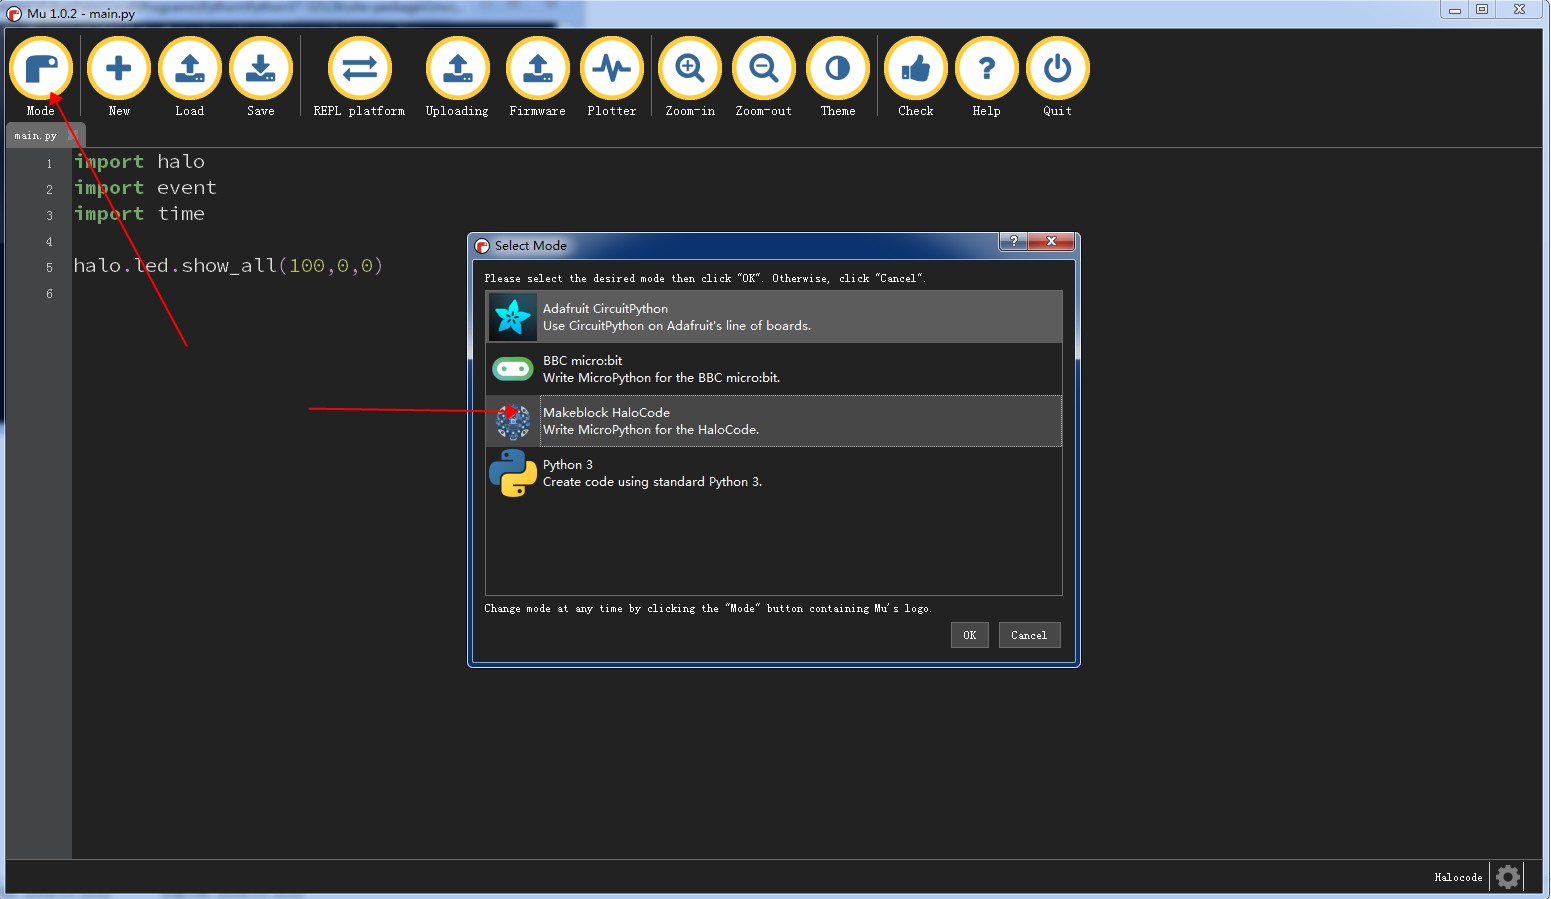 Mu 1.0.2 - main.py
Mode
New
Load
Save
REPL platform
Uploading
Firmware
Plotter
Zoom-in
Zoom-out
Theme
Check
Help
Quit
main.py
1 import halo
2 import event
3 import time
4
5 halo.led.show_all(100,0,0)
6
Select Mode
Please select the desired mode then click "OK". Otherwise, click "Cancel".
Adafruit CircuitPython
Use CircuitPython on Adafruit's line of boards.
BBC micro:bit
Write MicroPython for the BBC micro:bit.
Makeblock HaloCode
Write MicroPython for the HaloCode.
Python 3
Create code using standard Python 3.
Change mode at any time by clicking the "Mode" button containing Mu's logo.
OK
Cancel
Halocode